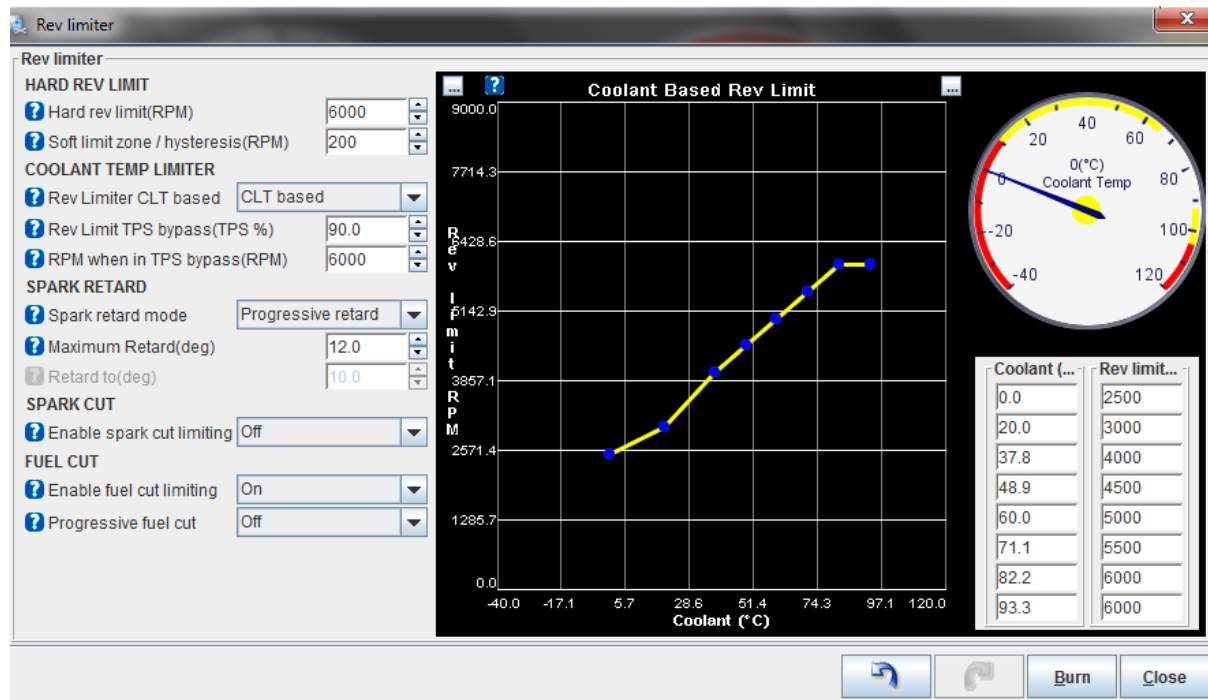 Rev limiter
Rev limiter
HARD REV LIMIT
? Hard rev limit(RPM) 6000
? Soft limit zone / hysteresis(RPM) 200
COOLANT TEMP LIMITER
? Rev Limiter CLT based CLT based
? Rev Limit TPS bypass(TPS %) 90.0
? RPM when in TPS bypass(RPM) 6000
SPARK RETARD
? Spark retard mode Progressive retard
? Maximum Retard(deg) 12.0
? Retard to(deg) 10.0
SPARK CUT
? Enable spark cut limiting Off
FUEL CUT
? Enable fuel cut limiting On
? Progressive fuel cut Off
... ? Coolant Based Rev Limit ...
9000.0
7714.3
6428.6
5142.9
3857.1
2571.4
1285.7
0.0
Rev limit RPM
-40.0 -17.1 5.7 28.6 51.4 74.3 97.1 120.0
Coolant (°C)
-40 -20 0 20 40 60 80 100 120
0(°C)
Coolant Temp
Coolant (... Rev limit...
0.0 2500
20.0 3000
37.8 4000
48.9 4500
60.0 5000
71.1 5500
82.2 6000
93.3 6000
Burn Close